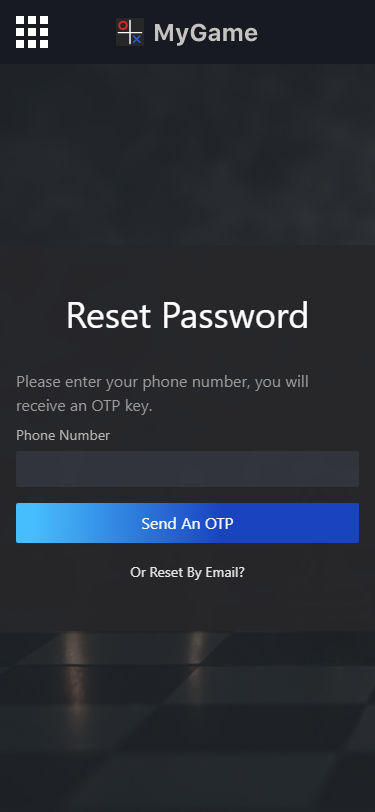 MyGame
Reset Password
Please enter your phone number, you will
receive an OTP key.
Phone Number
Send An OTP
Or Reset By Email?